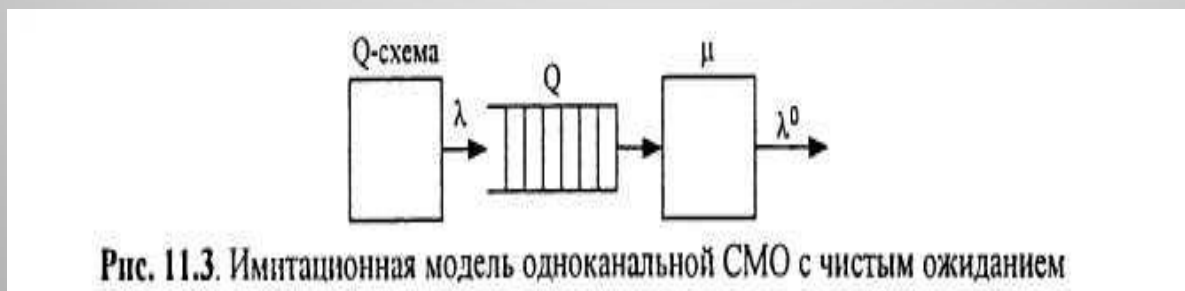 Q-схема
Q
μ
λ
λ⁰
Рис. 11.3. Имитационная модель одноканальной СМО с чистым ожиданием